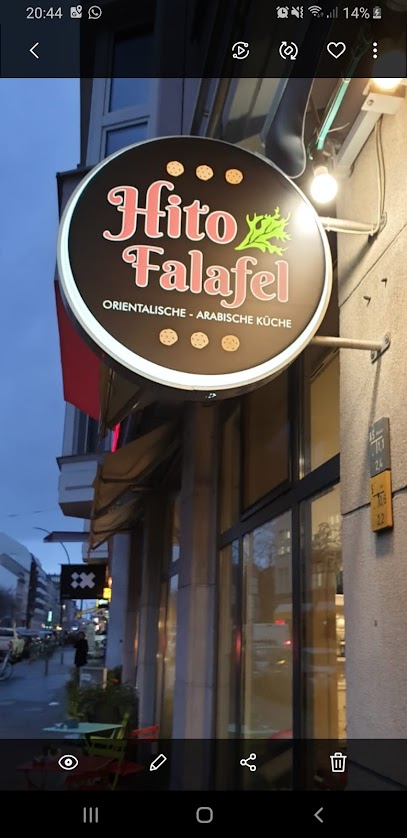 20:44
14%
Hito
Falafel
ORIENTALISCHE - ARABISCHE KÜCHE